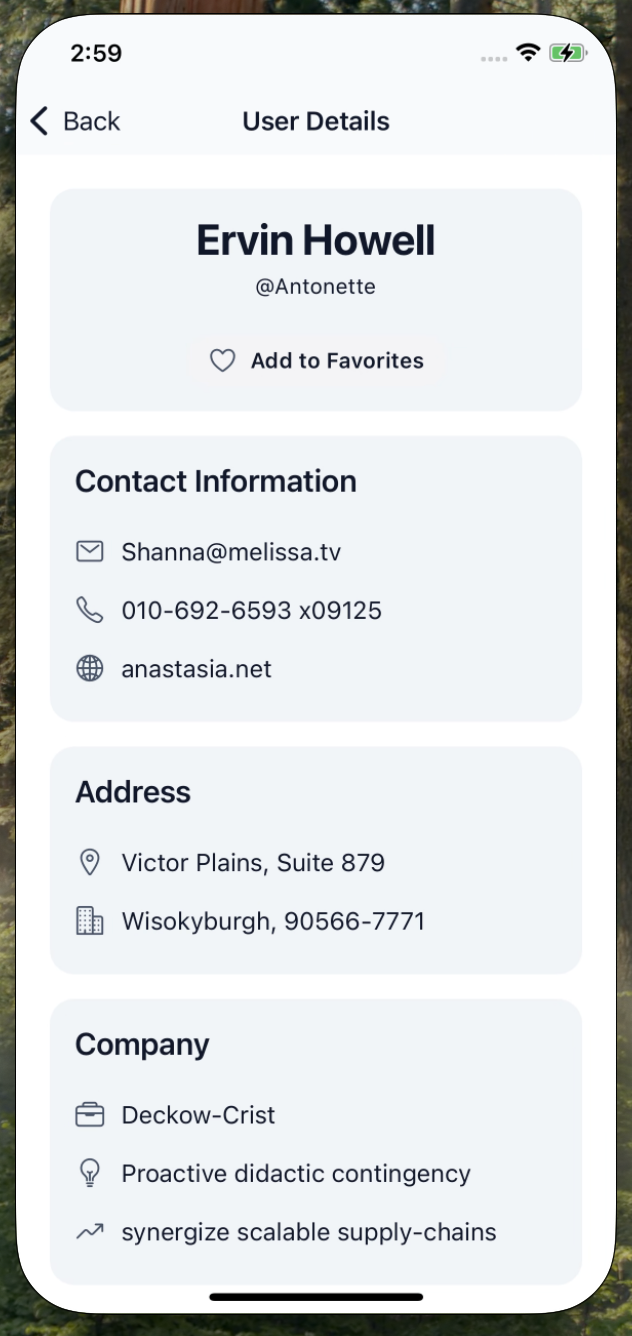 2:59
Back
User Details
Ervin Howell
@Antonette
Add to Favorites
Contact Information
Shanna@melissa.tv
010-692-6593 x09125
anastasia.net
Address
Victor Plains, Suite 879
Wisokyburgh, 90566-7771
Company
Deckow-Crist
Proactive didactic contingency
synergize scalable supply-chains